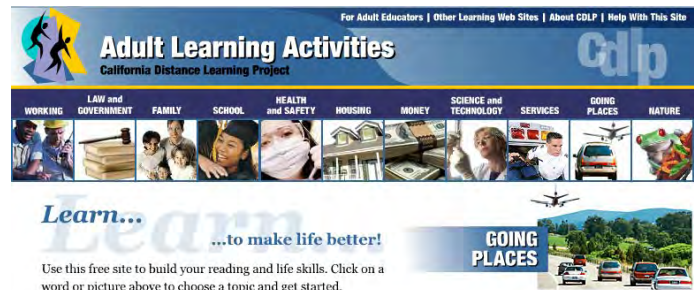 For Adult Educators | Other Learning Web Sites | About CDLP | Help With This Site
Adult Learning Activities
California Distance Learning Project
cdlp
WORKING
LAW and GOVERNMENT
FAMILY
SCHOOL
HEALTH and SAFETY
HOUSING
MONEY
SCIENCE and TECHNOLOGY
SERVICES
GOING PLACES
NATURE
Learn...
Learn...
...to make life better!
GOING
PLACES
Use this free site to build your reading and life skills. Click on a
word or picture above to choose a topic and get started.